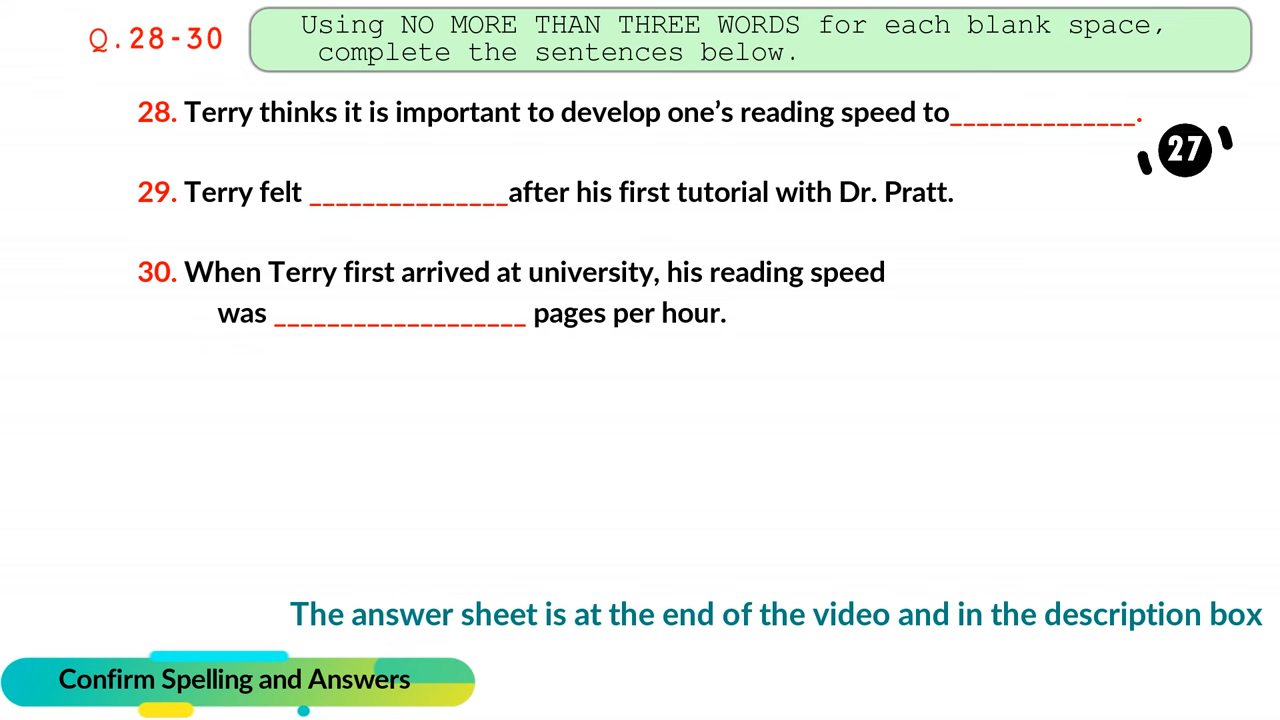 Q.28-30
Using NO MORE THAN THREE WORDS for each blank space,
complete the sentences below.
28. Terry thinks it is important to develop one’s reading speed to______________.
27
29. Terry felt _______________after his first tutorial with Dr. Pratt.
30. When Terry first arrived at university, his reading speed
was ___________________ pages per hour.
The answer sheet is at the end of the video and in the description box
Confirm Spelling and Answers